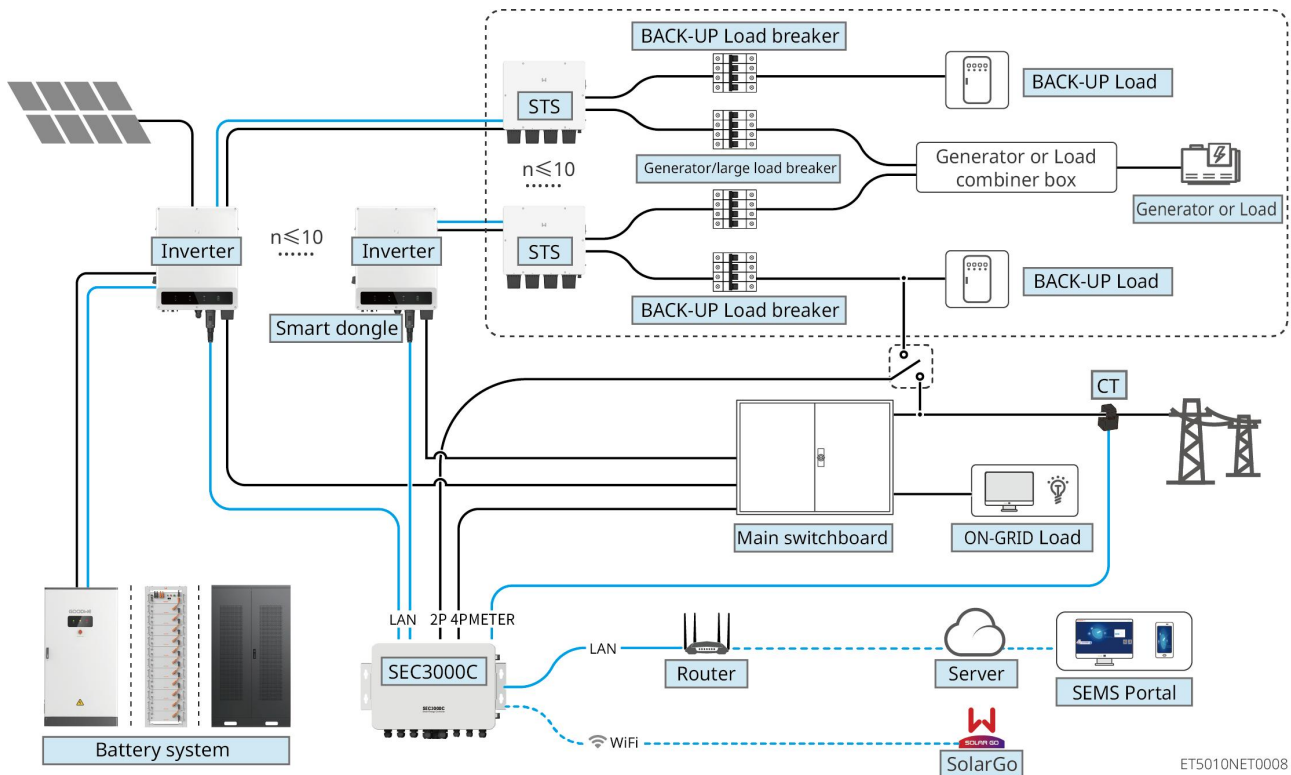 BACK-UP Load breaker
STS
BACK-UP Load
n≤10
Generator/large load breaker
Generator or Load
combiner box
Generator or Load
Inverter
n≤10
Inverter
STS
BACK-UP Load
Smart dongle
BACK-UP Load breaker
CT
Main switchboard
ON-GRID Load
GOODWE
LAN
2P
4P
METER
SEC3000C
SEC3000C
LAN
Router
Server
SEMS Portal
WiFi
SOLAR GO
SolarGo
Battery system
ET5010NET0008